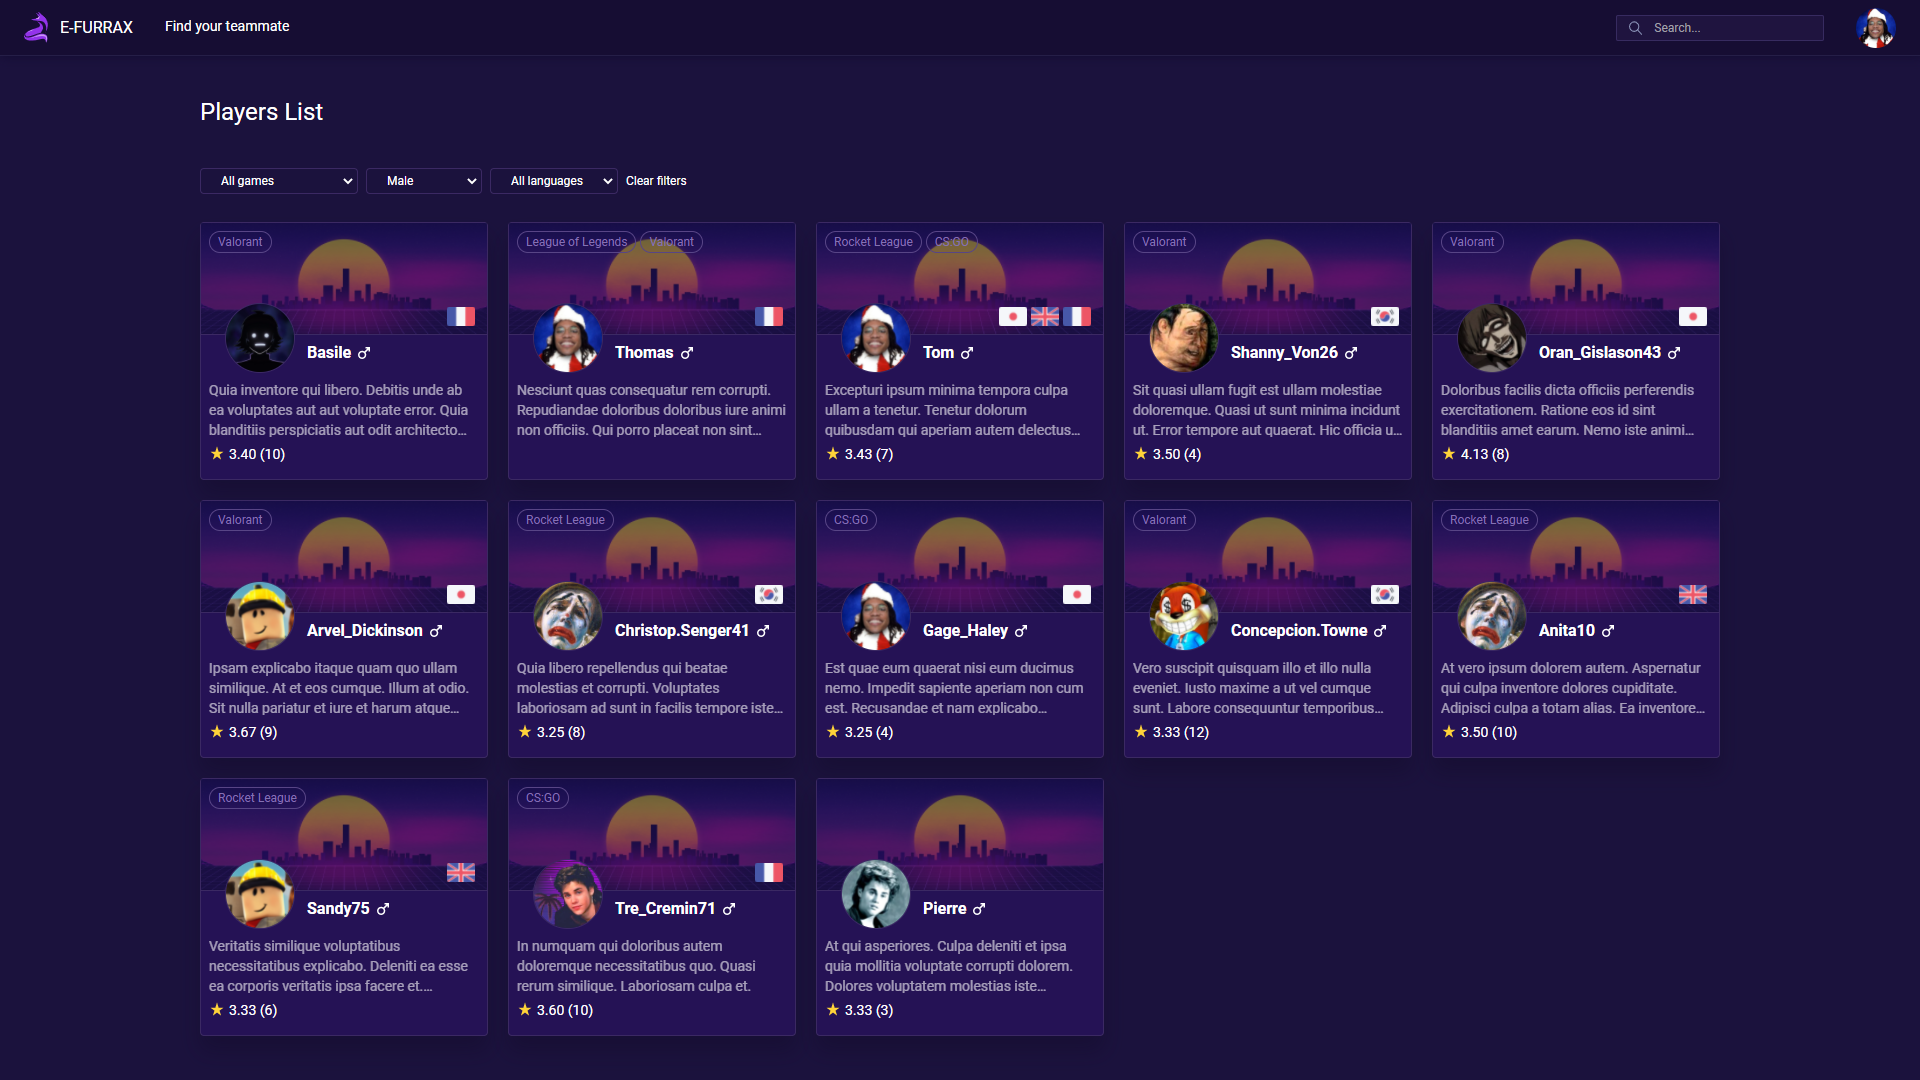 E-FURRAX
Find your teammate
Search...
Players List
All games
Male
All languages
Clear filters
Valorant
Basile ♂
Quia inventore qui libero. Debitis unde ab
ea voluptates aut aut voluptate error. Quia
blanditiis perspiciatis aut odit architecto...
★ 3.40 (10)
League of Legends
Valorant
Thomas ♂
Nesciunt quas consequatur rem corrupti.
Repudiandae doloribus doloribus iure animi
non officiis. Qui porro placeat non sint...
Rocket League
CS:GO
Tom ♂
Excepturi ipsum minima tempora culpa
ullam a tenetur. Tenetur dolorum
quibusdam qui aperiam autem delectus...
★ 3.43 (7)
Valorant
Shanny_Von26 ♂
Sit quasi ullam fugit est ullam molestiae
doloremque. Quasi ut sunt minima incidunt
ut. Error tempore aut quaerat. Hic officia u...
★ 3.50 (4)
Valorant
Oran_Gislason43 ♂
Doloribus facilis dicta officiis perferendis
exercitationem. Ratione eos id sint
blanditiis amet earum. Nemo iste animi...
★ 4.13 (8)
Valorant
Arvel_Dickinson ♂
Ipsam explicabo itaque quam quo ullam
similique. At et eos cumque. Illum at odio.
Sit nulla pariatur et iure et harum atque...
★ 3.67 (9)
Rocket League
Christop.Senger41 ♂
Quia libero repellendus qui beatae
molestias et corrupti. Voluptates
laboriosam ad sunt in facilis tempore iste...
★ 3.25 (8)
CS:GO
Gage_Haley ♂
Est quae eum quaerat nisi eum ducimus
nemo. Impedit sapiente aperiam non cum
est. Recusandae et nam explicabo...
★ 3.25 (4)
Valorant
Concepcion.Towne ♂
Vero suscipit quisquam illo et illo nulla
eveniet. Iusto maxime a ut vel cumque
sunt. Labore consequuntur temporibus...
★ 3.33 (12)
Rocket League
Anita10 ♂
At vero ipsum dolorem autem. Aspernatur
qui culpa inventore dolores cupiditate.
Adipisci culpa a totam alias. Ea inventore...
★ 3.50 (10)
Rocket League
Sandy75 ♂
Veritatis similique voluptatibus
necessitatibus explicabo. Deleniti ea esse
ea corporis veritatis ipsa facere et....
★ 3.33 (6)
CS:GO
Tre_Cremin71 ♂
In numquam qui doloribus autem
doloremque necessitatibus quo. Quasi
rerum similique. Laboriosam culpa et.
★ 3.60 (10)
Pierre ♂
At qui asperiores. Culpa deleniti et ipsa
quia mollitia voluptate corrupti dolorem.
Dolores voluptatem molestias iste...
★ 3.33 (3)